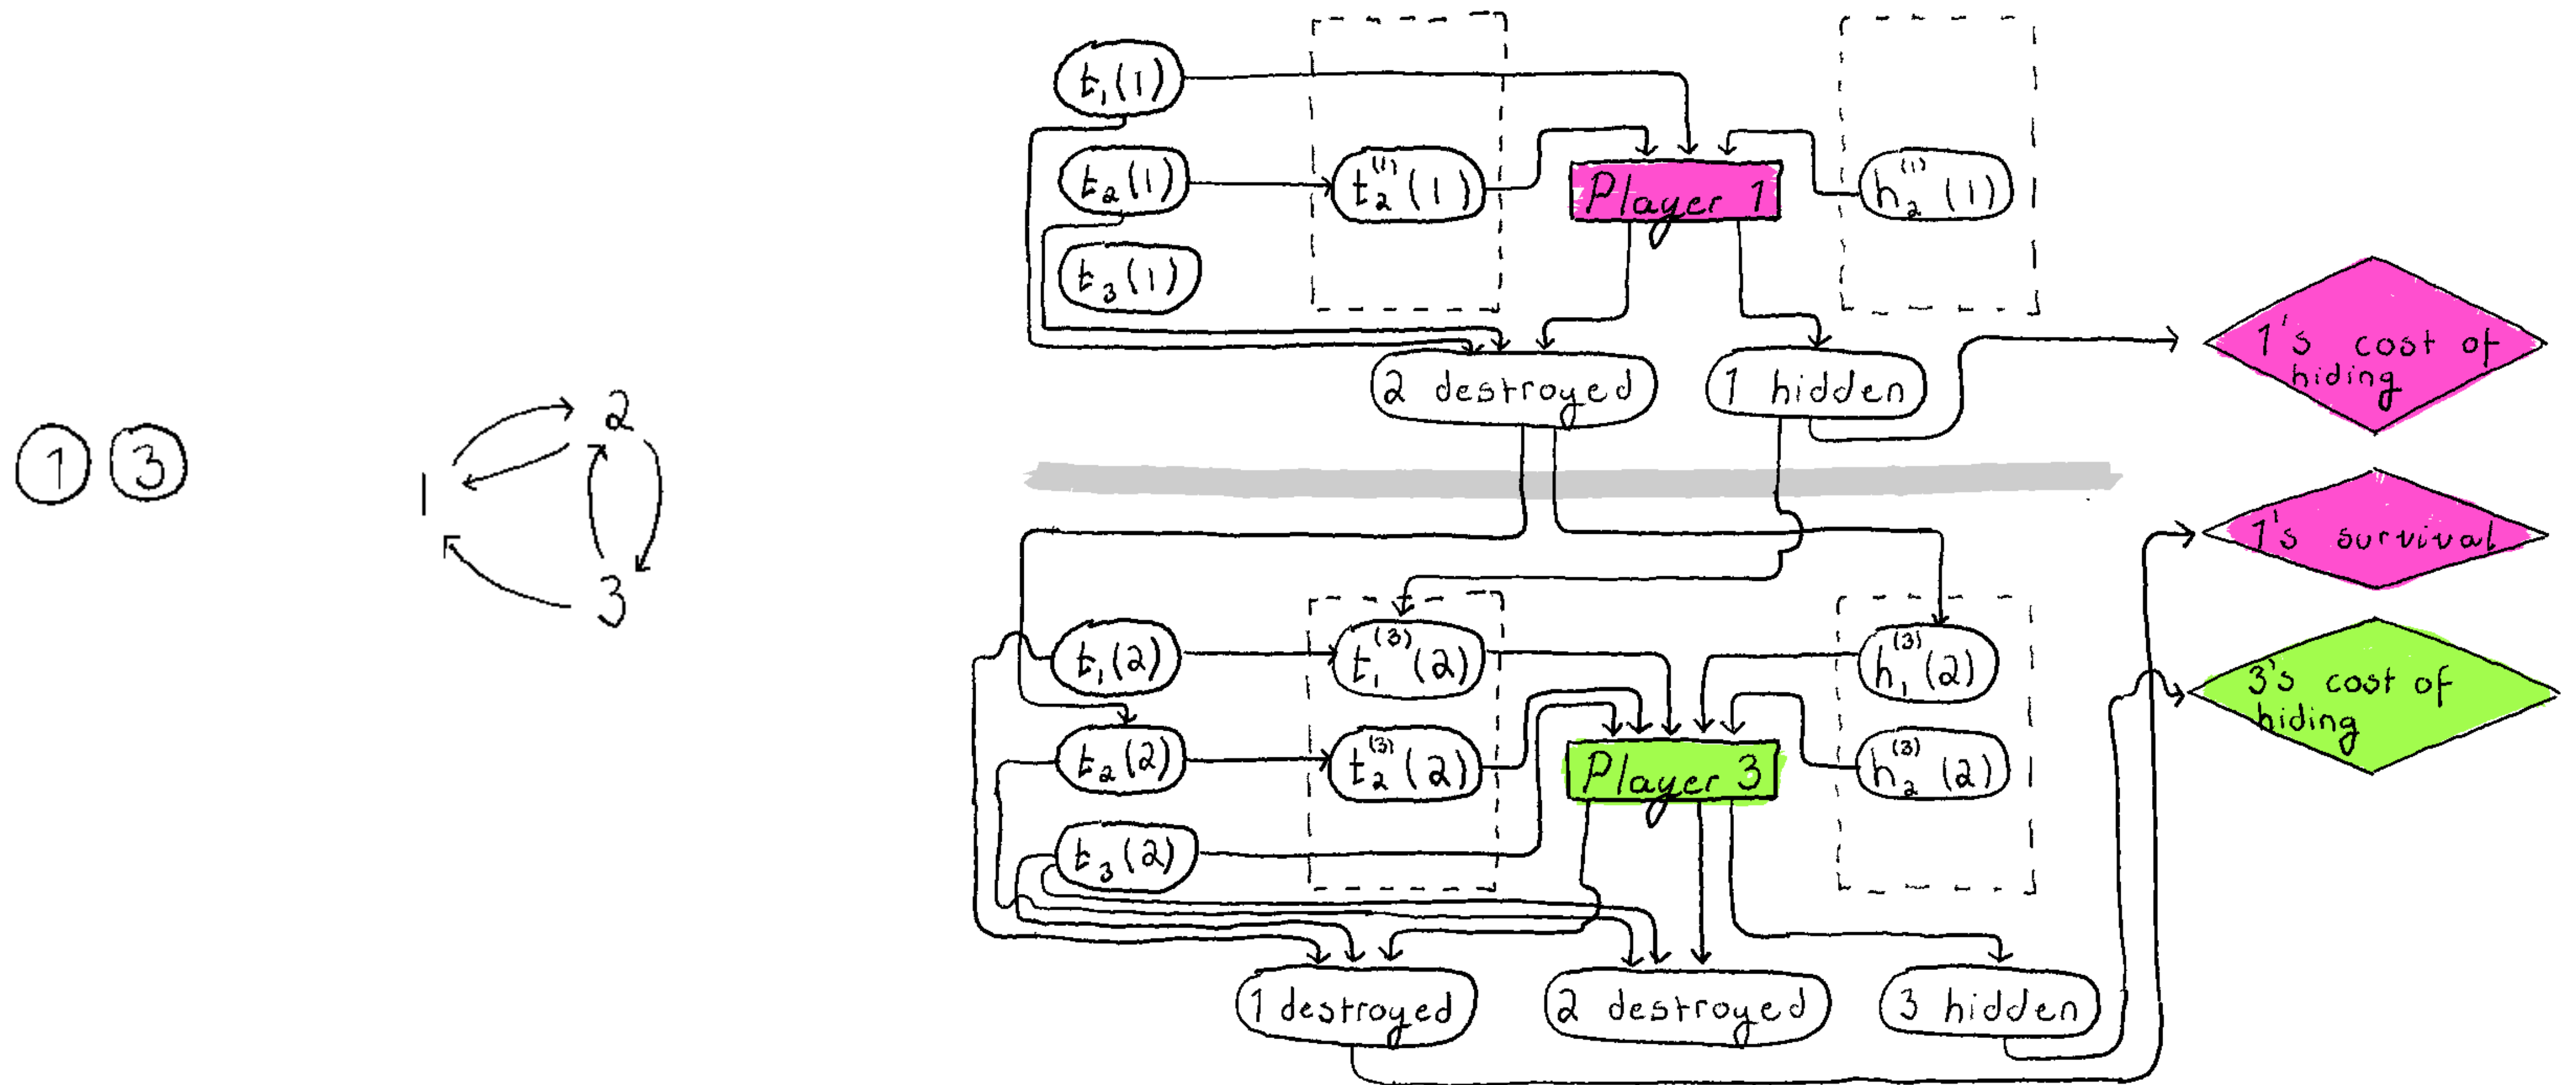 1 3
1
2
3
t₁(1)
t₂(1)
t₃(1)
t₂⁽¹⁾(1)
Player 1
h₂⁽¹⁾(1)
2 destroyed
1 hidden
1's cost of
hiding
1's survival
3's cost of
hiding
t₁(2)
t₂(2)
t₃(2)
t₁⁽³⁾(2)
t₂⁽³⁾(2)
Player 3
h₁⁽³⁾(2)
h₂⁽³⁾(2)
1 destroyed
2 destroyed
3 hidden